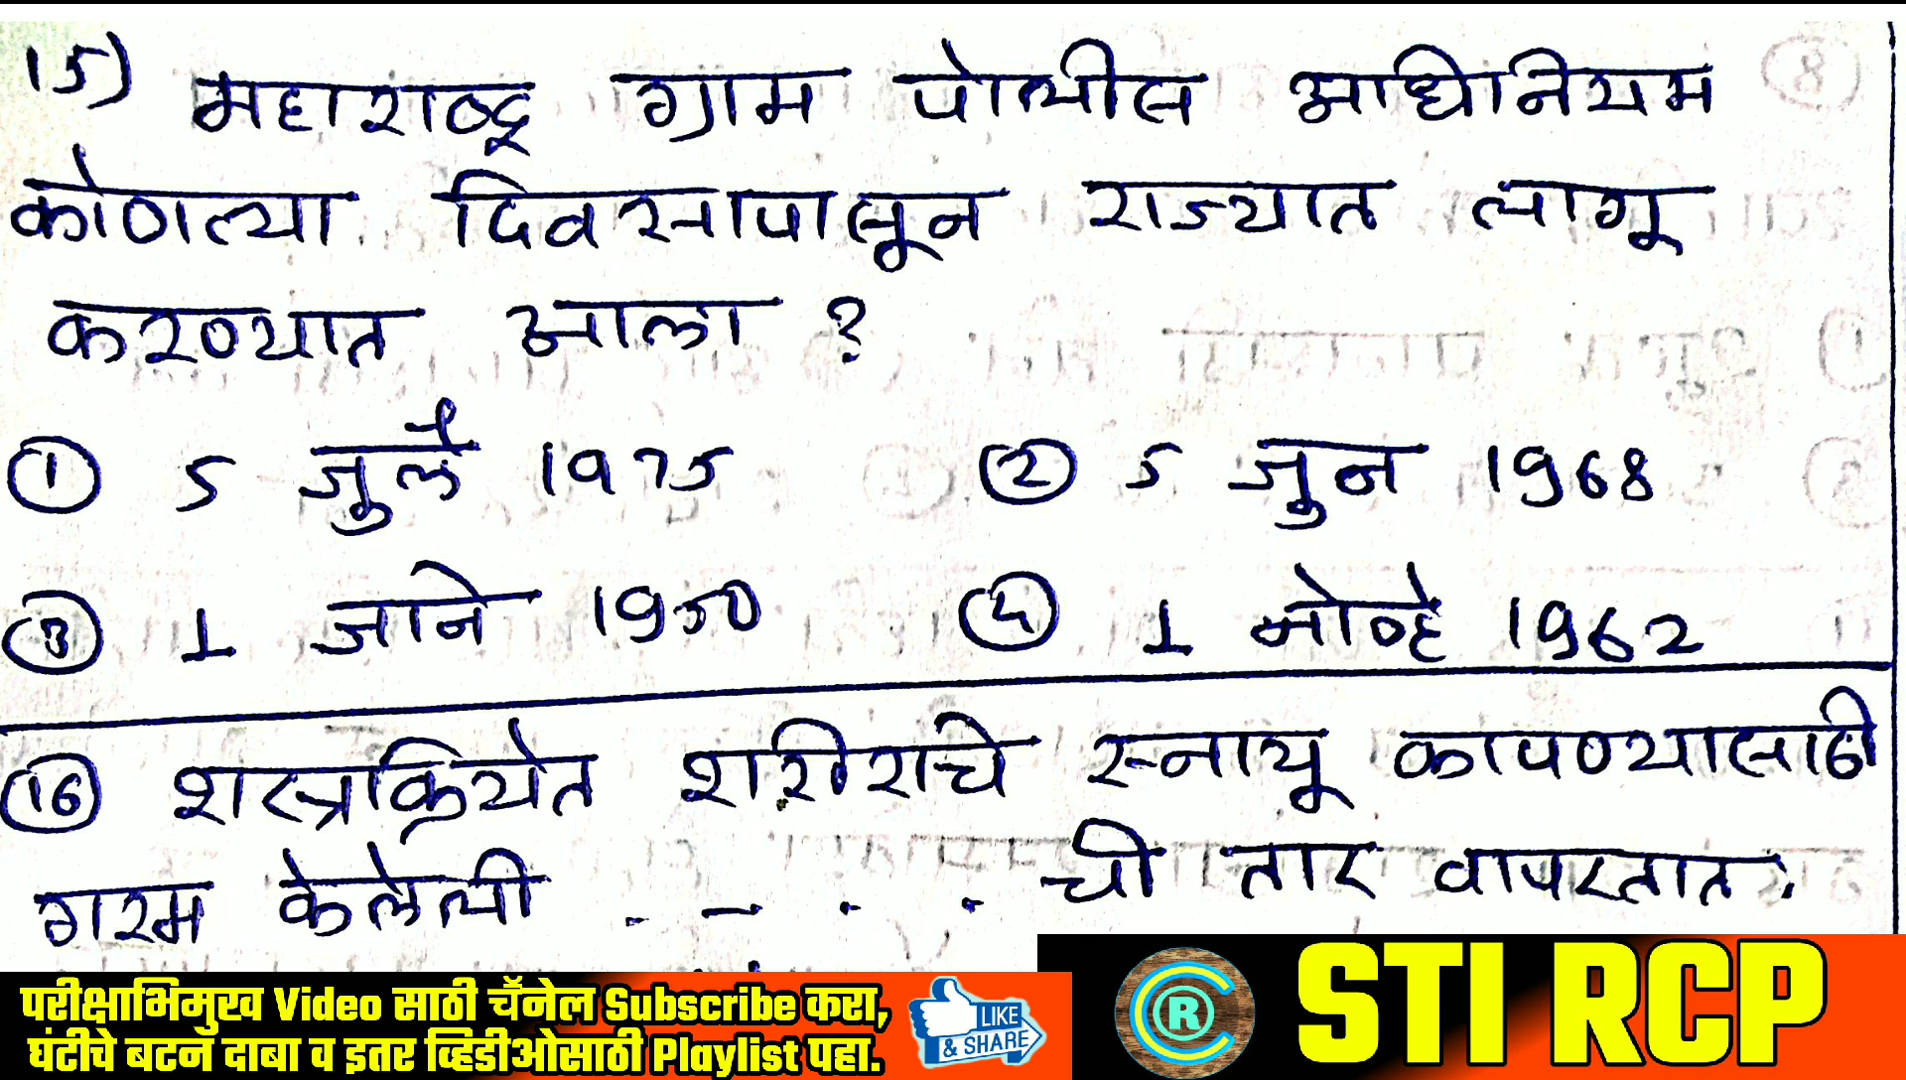 15) महाराष्ट्र ग्राम पोलीस अधिनियम
कोणत्या दिवसापासून राज्यात लागू
करण्यात आला ?
① 5 जुलै 1975 ② 5 जुन 1968
③ 1 जाने 1950 ④ 1 नोव्हे 1962
⑯ शस्त्रक्रियेत शरीराचे स्नायू कापण्यासाठी
गरम केलेली . - . . ची तार वापरतात.
परीक्षाभिमुख Video साठी चॅनेल Subscribe करा,
घंटीचे बटन दाबा व इतर व्हिडीओसाठी Playlist पहा.
LIKE
& SHARE
R
STI RCP